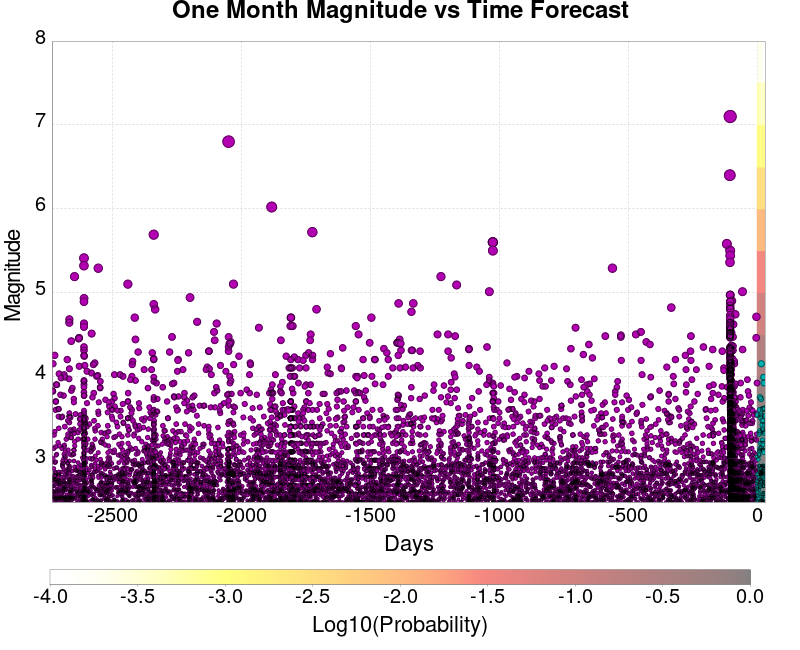 One Month Magnitude vs Time Forecast
8
7
6
5
4
3
Magnitude
-2500 -2000 -1500 -1000 -500 0
Days
-4.0 -3.5 -3.0 -2.5 -2.0 -1.5 -1.0 -0.5 0.0
Log10(Probability)